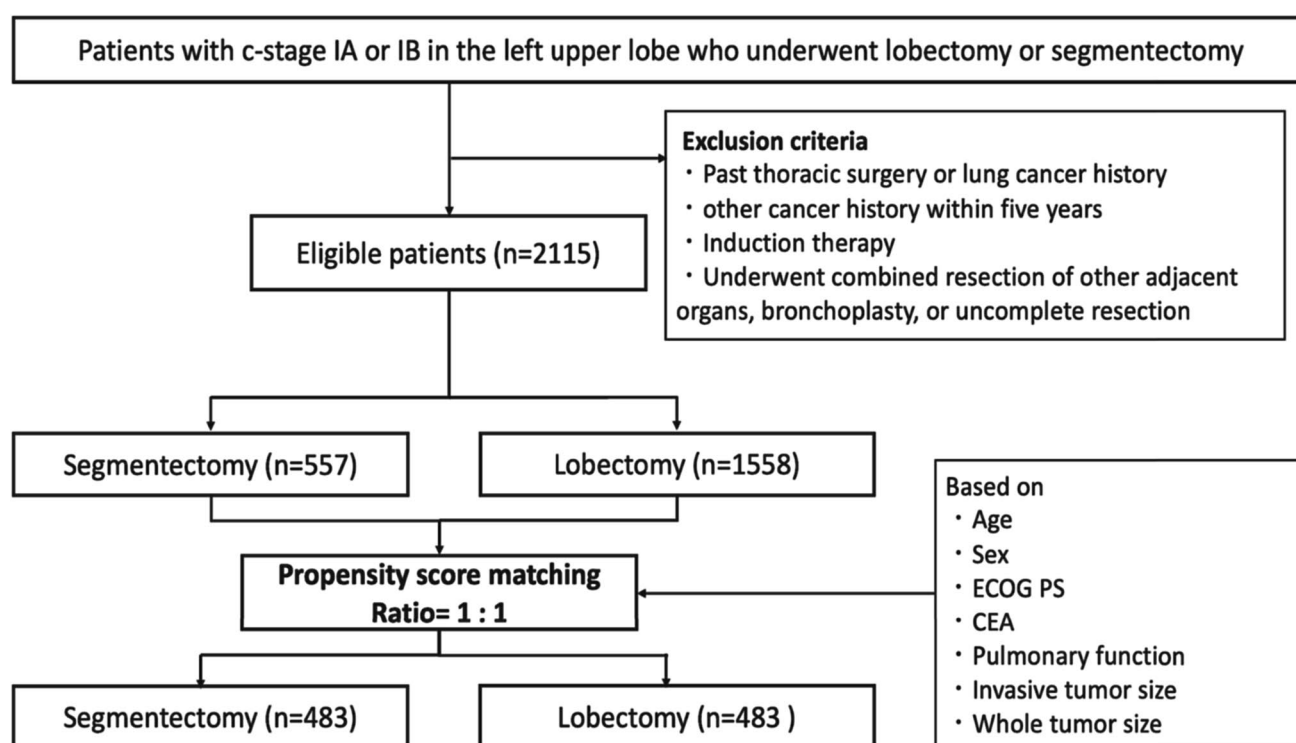 Patients with c-stage IA or IB in the left upper lobe who underwent lobectomy or segmentectomy
Exclusion criteria
・Past thoracic surgery or lung cancer history
・other cancer history within five years
・Induction therapy
・Underwent combined resection of other adjacent
organs, bronchoplasty, or uncomplete resection
Eligible patients (n=2115)
Segmentectomy (n=557)
Lobectomy (n=1558)
Propensity score matching
Ratio= 1 : 1
Based on
・Age
・Sex
・ECOG PS
・CEA
・Pulmonary function
・Invasive tumor size
・Whole tumor size
Segmentectomy (n=483)
Lobectomy (n=483 )